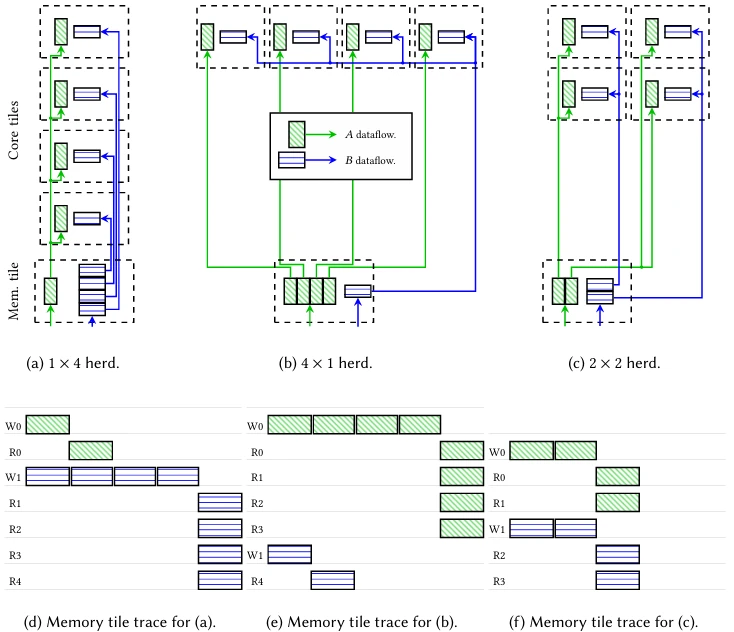 Core tiles
Mem. tile
A dataflow.
B dataflow.
(a) 1 × 4 herd.
(b) 4 × 1 herd.
(c) 2 × 2 herd.
W0
R0
W1
R1
R2
R3
R4
W0
R0
R1
R2
R3
W1
R4
W0
R0
R1
W1
R2
R3
(d) Memory tile trace for (a).
(e) Memory tile trace for (b).
(f) Memory tile trace for (c).